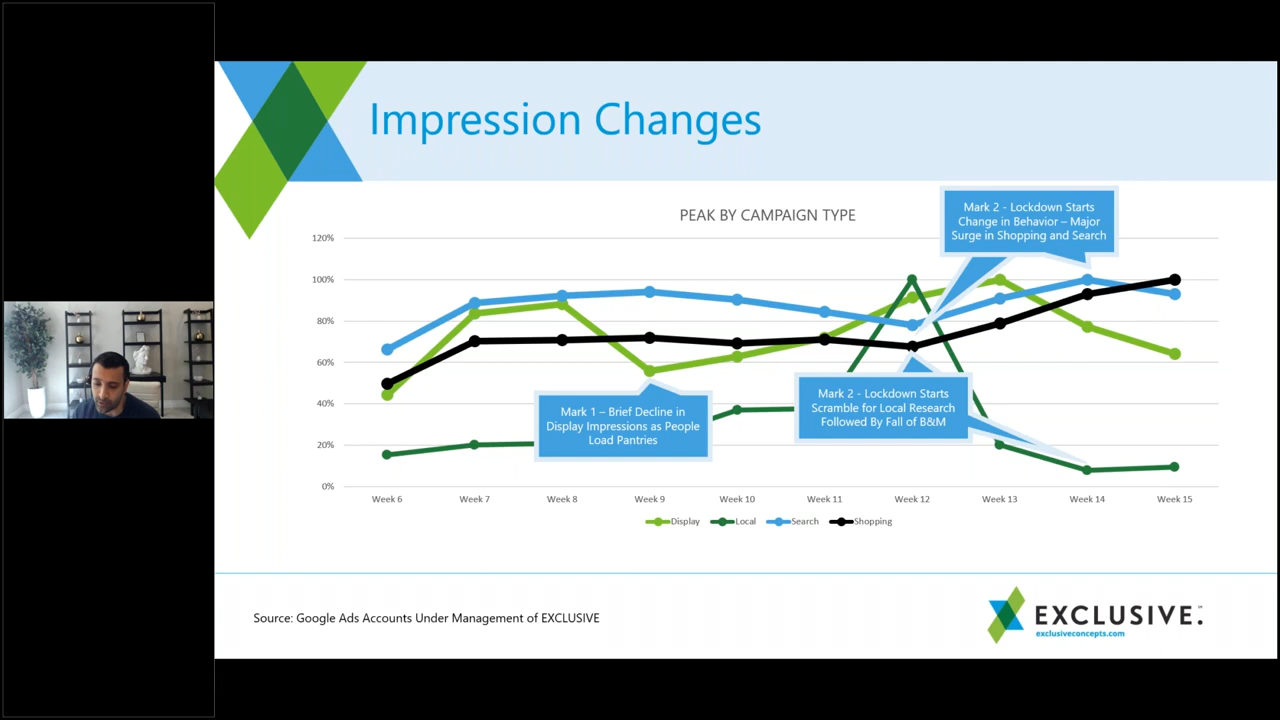 Impression Changes
PEAK BY CAMPAIGN TYPE
Mark 2 - Lockdown Starts
Change in Behavior – Major
Surge in Shopping and Search
120%
100%
80%
60%
40%
20%
0%
Mark 1 – Brief Decline in
Display Impressions as People
Load Pantries
Mark 2 - Lockdown Starts
Scramble for Local Research
Followed By Fall of B&M
Week 6 Week 7 Week 8 Week 9 Week 10 Week 11 Week 12 Week 13 Week 14 Week 15
Display Local Search Shopping
Source: Google Ads Accounts Under Management of EXCLUSIVE
EXCLUSIVE.
exclusiveconcepts.com